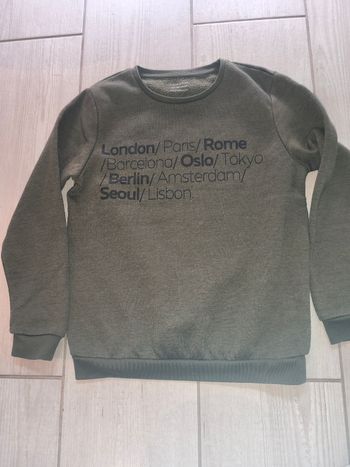 London/ Paris/ Rome
/Barcelona/ Oslo/ Tokyo
/ Berlin/ Amsterdam/
Seoul/ Lisbon